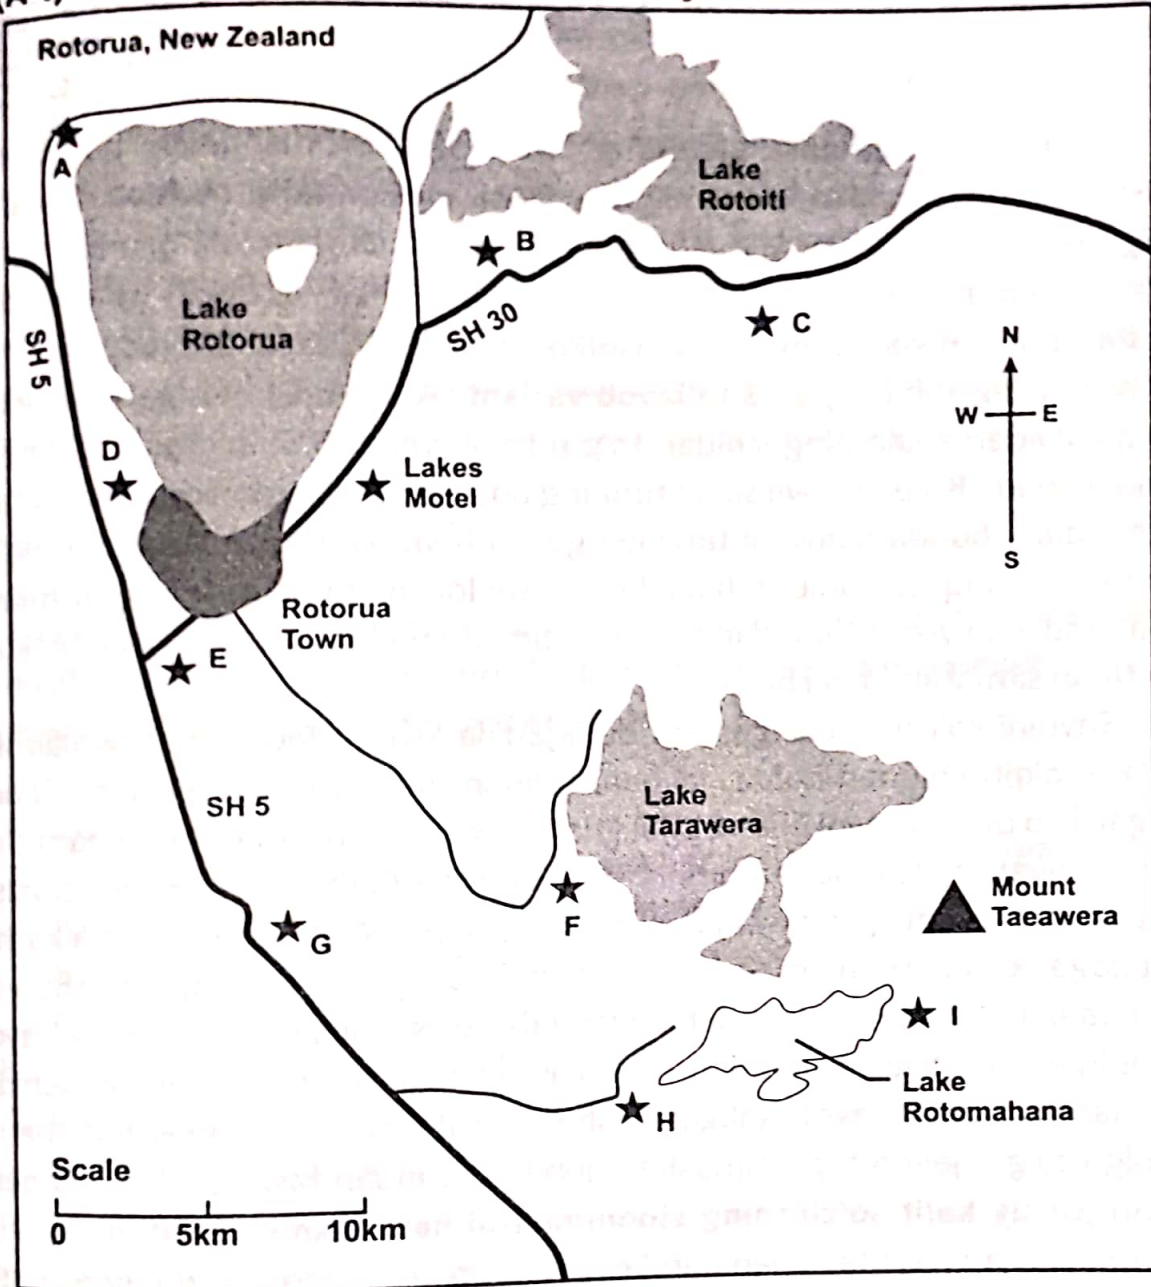 Rotorua, New Zealand
A
Lake
Rotoiti
B
C
Lake
Rotorua
SH 30
SH 5
N
W
E
S
D
Lakes
Motel
Rotorua
Town
E
SH 5
Lake
Tarawera
Mount
Taeawera
F
G
I
Lake
Rotomahana
H
Scale
0 5km 10km